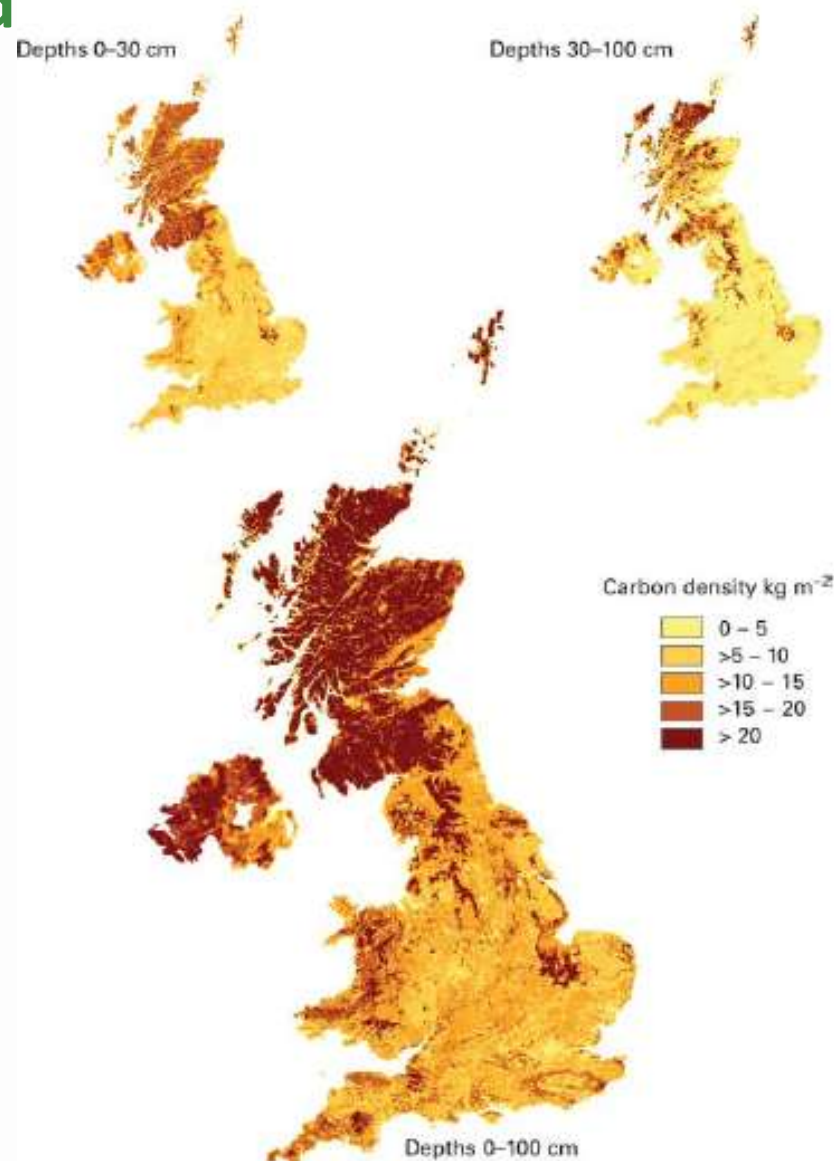 Depths 0–30 cm
Depths 30–100 cm
Carbon density kg m⁻²
0 – 5
>5 – 10
>10 – 15
>15 – 20
> 20
Depths 0–100 cm